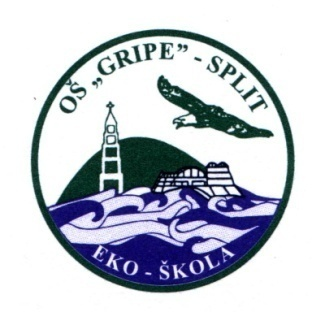 OŠ „GRIPE” - SPLIT
EKO - ŠKOLA